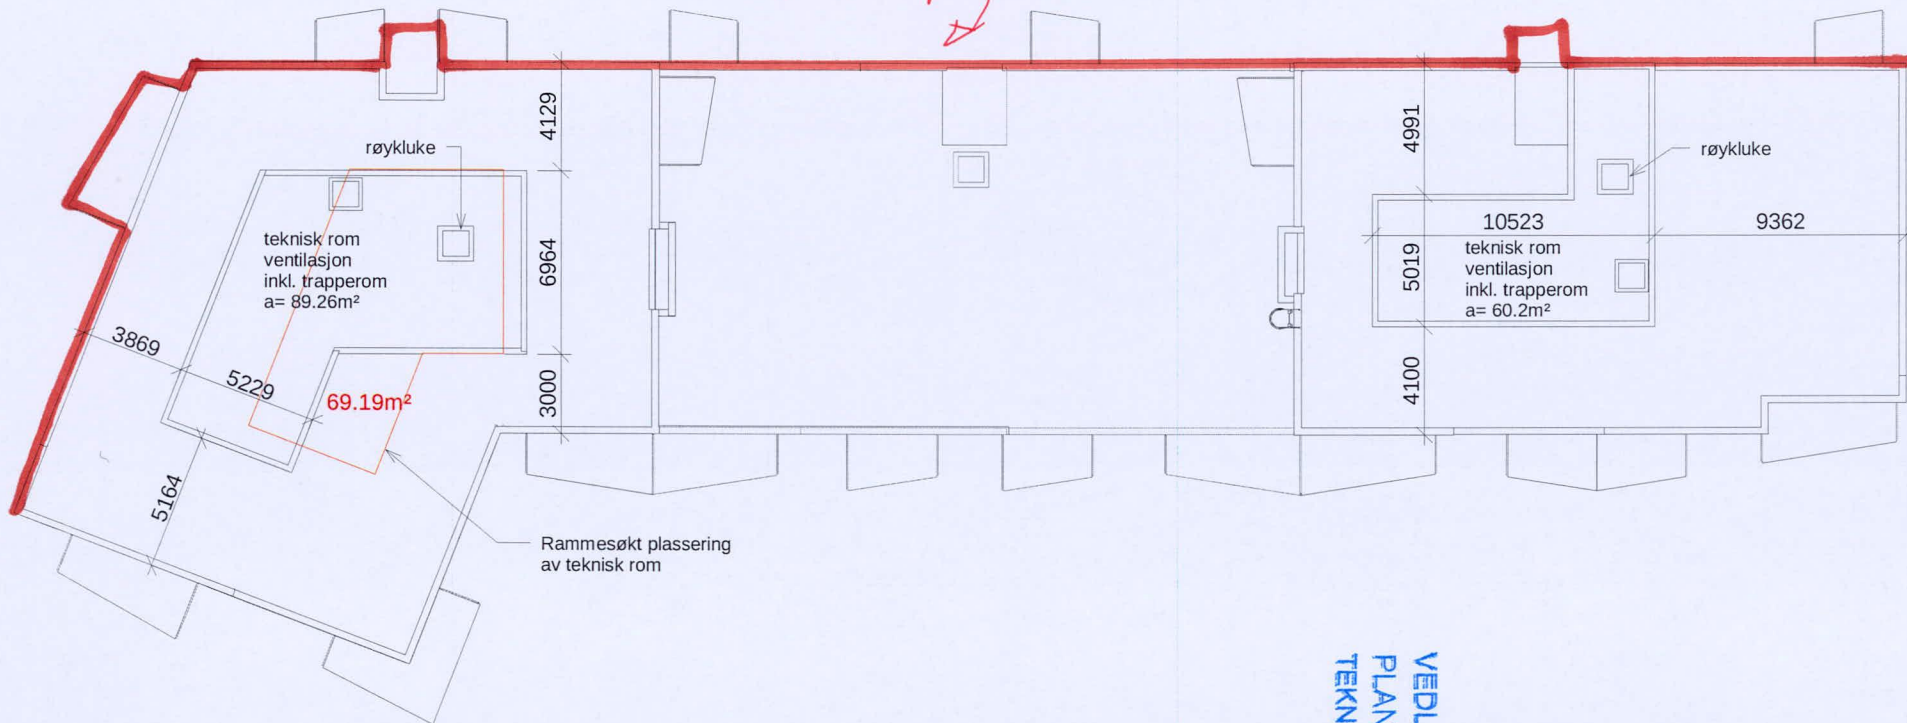 røykluke
4129
4991
røykluke
teknisk rom
ventilasjon
inkl. trapperom
a= 89.26m²
6964
10523
9362
5019
teknisk rom
ventilasjon
inkl. trapperom
a= 60.2m²
3869
5229
69.19m²
3000
4100
5164
Rammesøkt plassering
av teknisk rom
VEDL
PLAN
TEKN